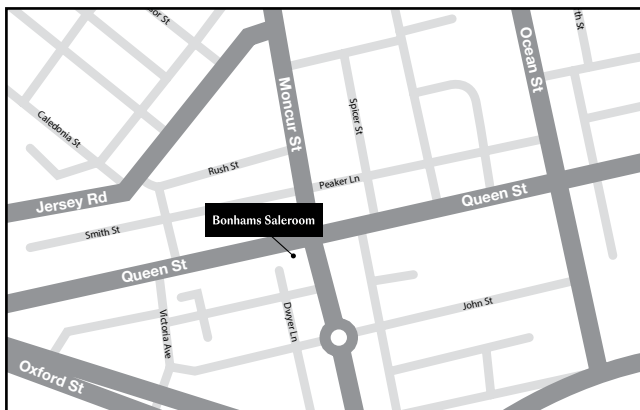 Ocean St
Moncur St
Caledonia St
Spicer St
Rush St
Peaker Ln
Jersey Rd
Queen St
Bonhams Saleroom
Smith St
Queen St
John St
Dwyer Ln
Victoria Ave
Oxford St